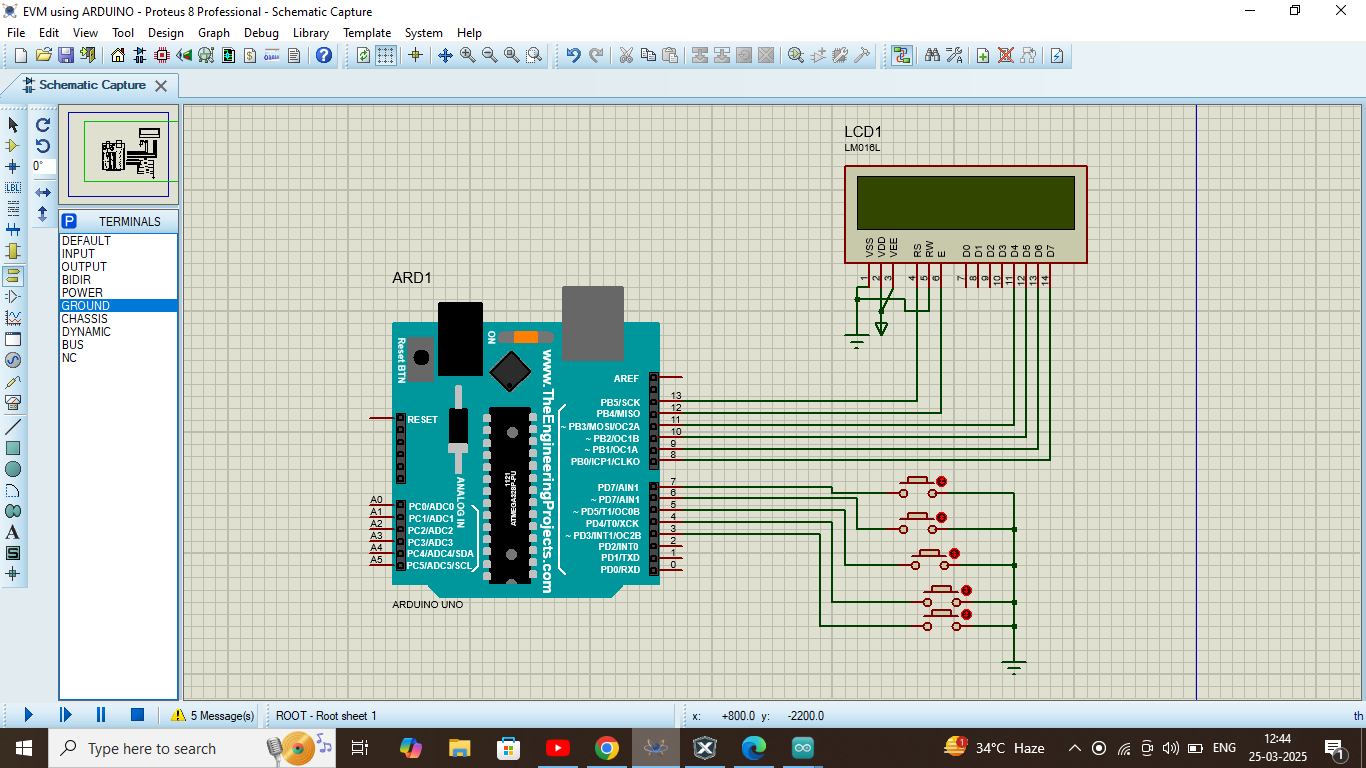 EVM using ARDUINO - Proteus 8 Professional - Schematic Capture
File Edit View Tool Design Graph Debug Library Template System Help
Schematic Capture
LBL
0°
P TERMINALS
DEFAULT
INPUT
OUTPUT
BIDIR
POWER
GROUND
CHASSIS
DYNAMIC
BUS
NC
A
S
LCD1
LM016L
VSS VDD VEE RS RW E D0 D1 D2 D3 D4 D5 D6 D7
1 2 3 4 5 6 7 8 9 10 11 12 13 14
ARD1
Reset BTN
ON
www.TheEngineeringProjects.com
AREF
RESET
13 PB5/SCK
12 PB4/MISO
11 ~ PB3/MOSI/OC2A
10 ~ PB2/OC1B
9 ~ PB1/OC1A
8 PB0/ICP1/CLKO
7 PD7/AIN1
6 ~ PD7/AIN1
5 ~ PD5/T1/OC0B
4 PD4/T0/XCK
3 ~ PD3/INT1/OC2B
2 PD2/INT0
1 PD1/TXD
0 PD0/RXD
A0 PC0/ADC0
A1 PC1/ADC1
A2 PC2/ADC2
A3 PC3/ADC3
A4 PC4/ADC4/SDA
A5 PC5/ADC5/SCL
ANALOG IN
1121
ATMEGA328P-PU
ARDUINO UNO
5 Message(s)
ROOT - Root sheet 1
x: +800.0 y: -2200.0
th
Type here to search
1
34°C Haze
ENG
12:44
25-03-2025
1